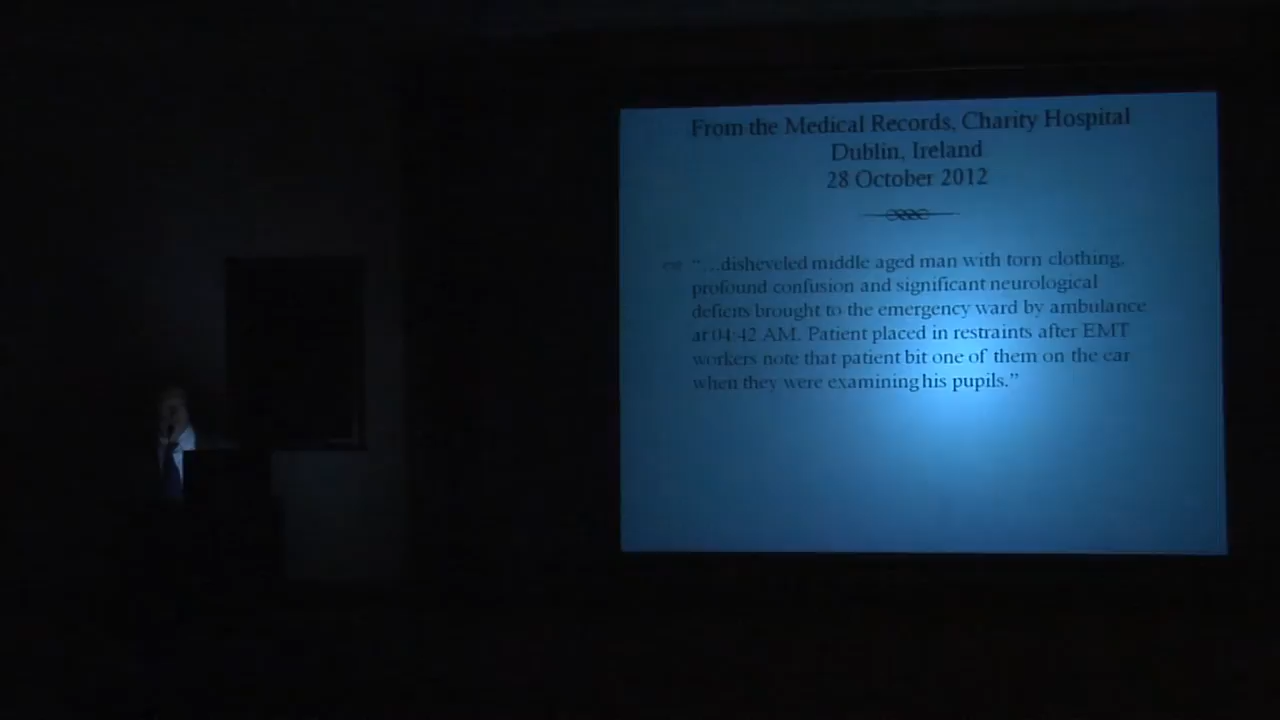 From the Medical Records, Charity Hospital
Dublin, Ireland
28 October 2012
“...disheveled middle aged man with torn clothing,
profound confusion and significant neurological
deficits brought to the emergency ward by ambulance
at 04:42 AM. Patient placed in restraints after EMT
workers note that patient bit one of them on the ear
when they were examining his pupils.”